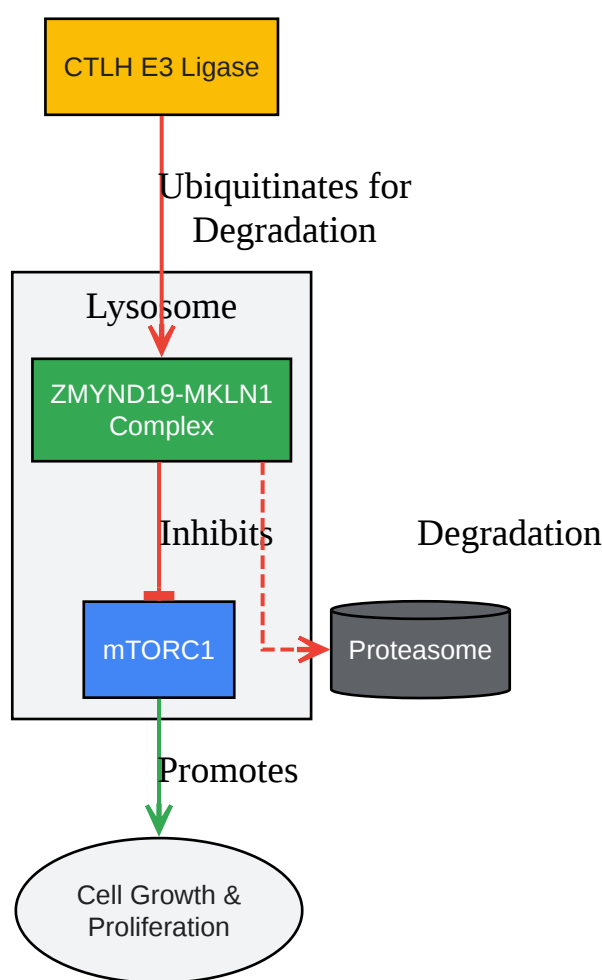 CTLH E3 Ligase
Ubiquitinates for
Degradation
Lysosome
ZMYND19-MKLN1
Complex
Inhibits
Degradation
mTORC1
Proteasome
Promotes
Cell Growth &
Proliferation